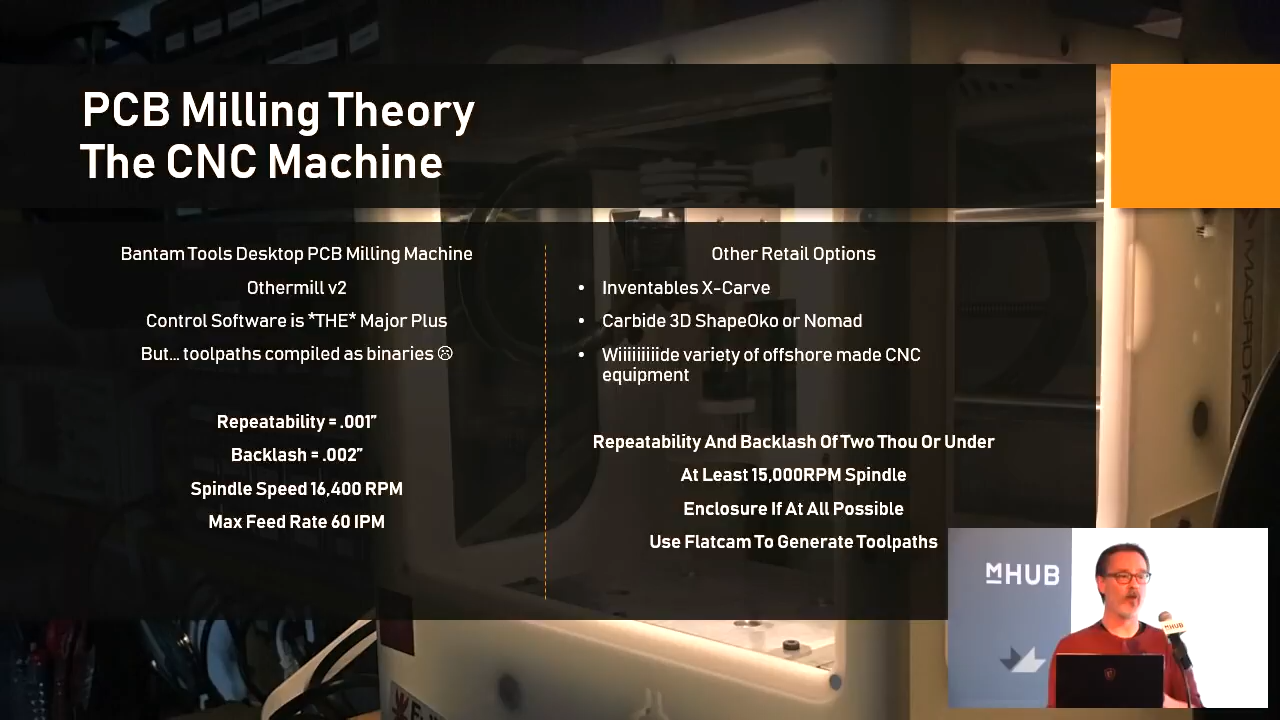 PCB Milling Theory
The CNC Machine
Bantam Tools Desktop PCB Milling Machine
Othermill v2
Control Software is *THE* Major Plus
But... toolpaths compiled as binaries ☹
Repeatability = .001”
Backlash = .002”
Spindle Speed 16,400 RPM
Max Feed Rate 60 IPM
Other Retail Options
• Inventables X-Carve
• Carbide 3D ShapeOko or Nomad
• Wiiiiiiiiide variety of offshore made CNC
equipment
Repeatability And Backlash Of Two Thou Or Under
At Least 15,000RPM Spindle
Enclosure If At All Possible
Use Flatcam To Generate Toolpaths
MHUB
MHUB